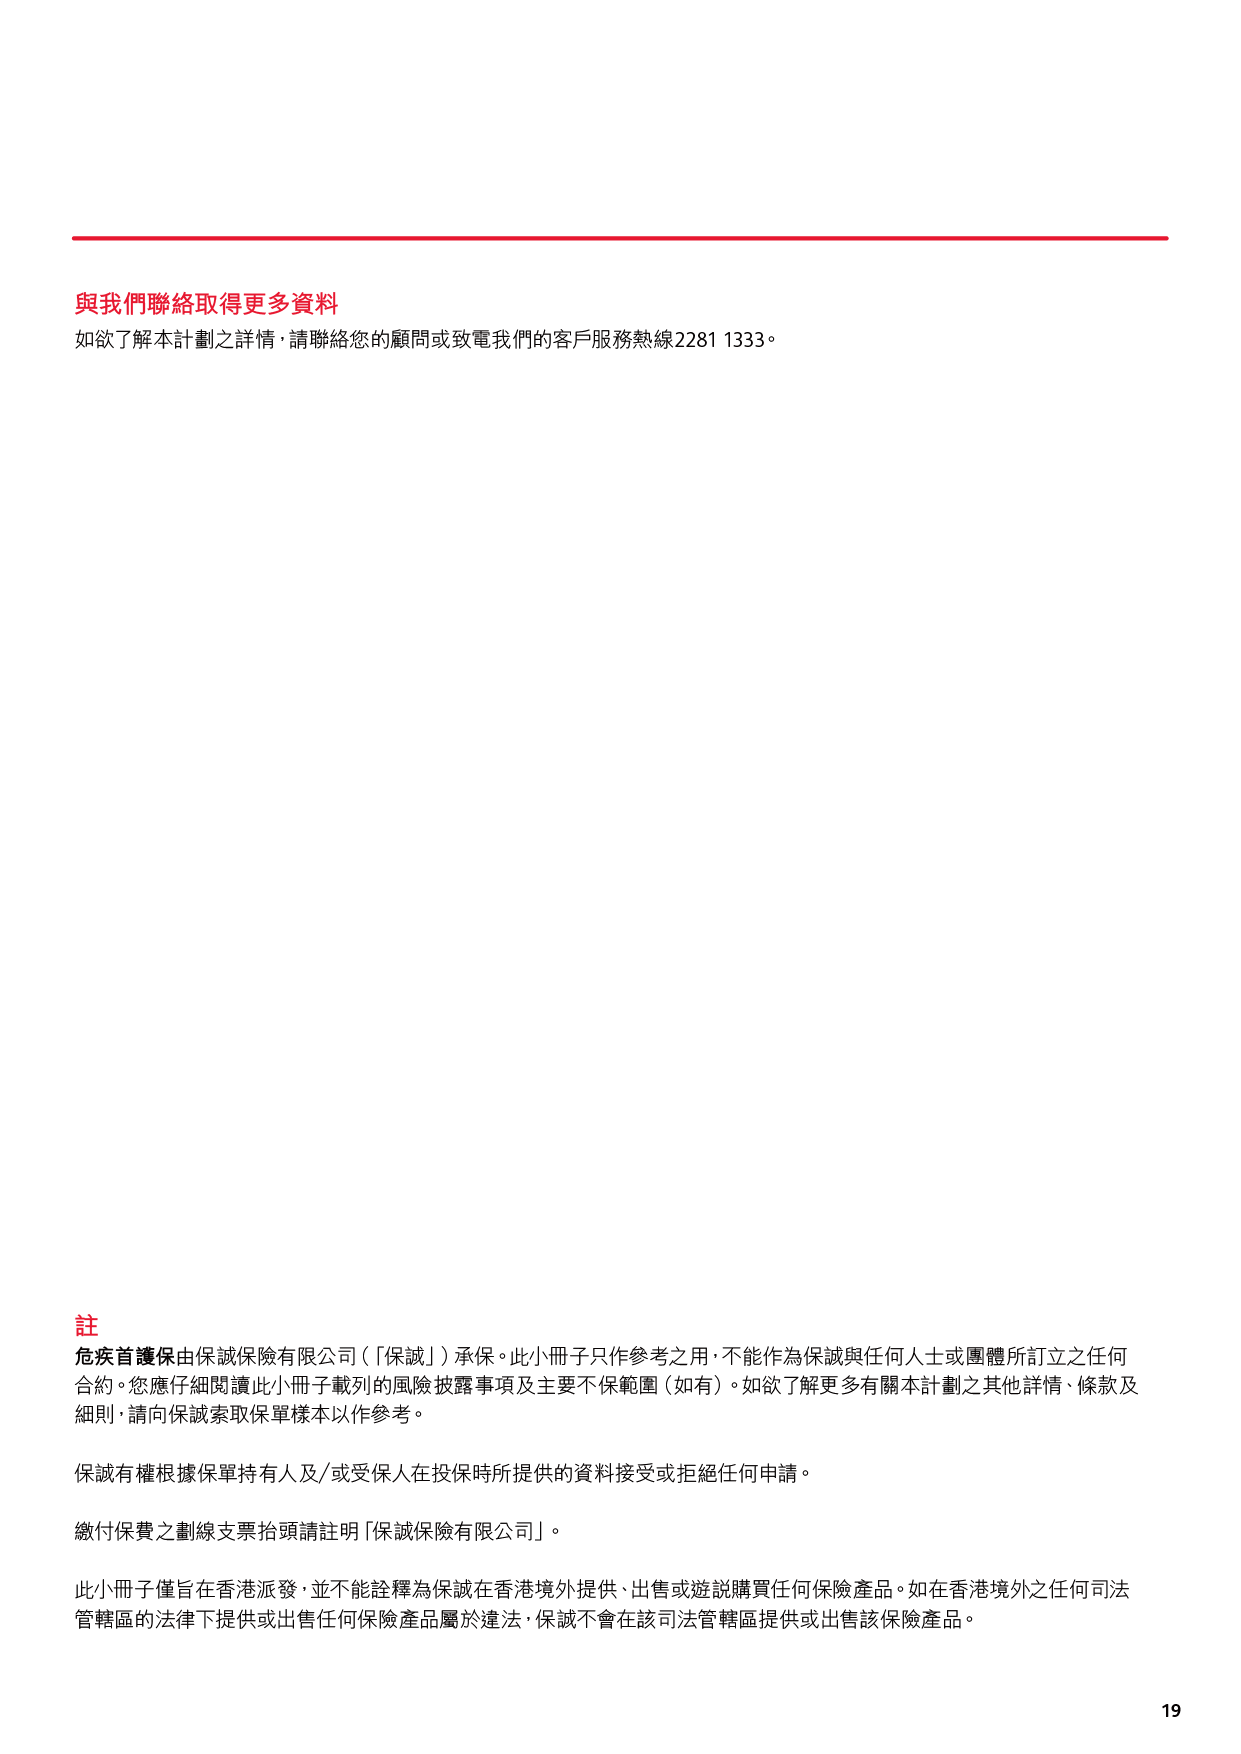 與我們聯絡取得更多資料
如欲了解本計劃之詳情，請聯絡您的顧問或致電我們的客戶服務熱線2281 1333。
註
危疾首護保由保誠保險有限公司（「保誠」）承保。此小冊子只作參考之用，不能作為保誠與任何人士或團體所訂立之任何
合約。您應仔細閱讀此小冊子載列的風險披露事項及主要不保範圍（如有）。如欲了解更多有關本計劃之其他詳情、條款及
細則，請向保誠索取保單樣本以作參考。
保誠有權根據保單持有人及/或受保人在投保時所提供的資料接受或拒絕任何申請。
繳付保費之劃線支票抬頭請註明「保誠保險有限公司」。
此小冊子僅旨在香港派發，並不能詮釋為保誠在香港境外提供、出售或遊說購買任何保險產品。如在香港境外之任何司法
管轄區的法律下提供或出售任何保險產品屬於違法，保誠不會在該司法管轄區提供或出售該保險產品。
19